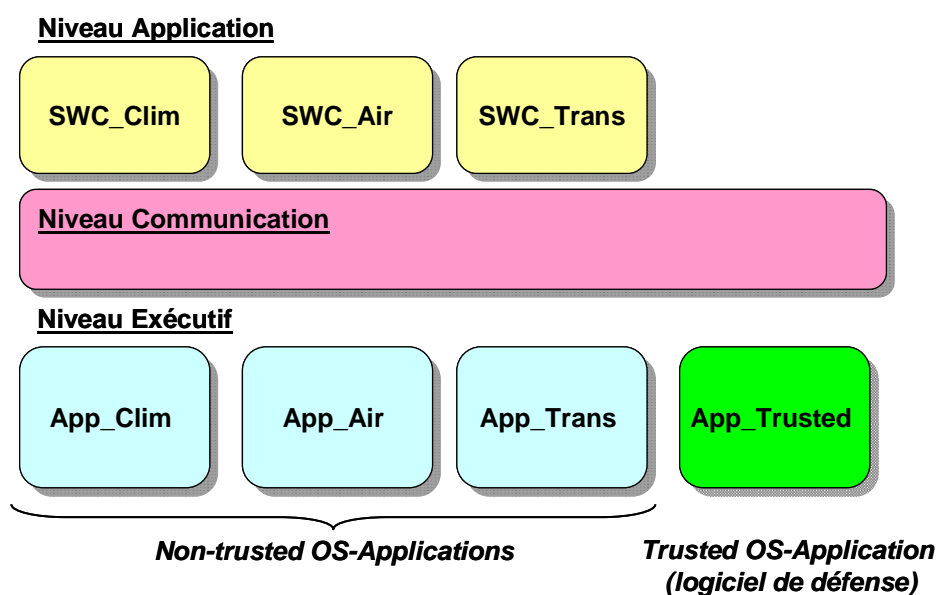 Niveau Application
SWC_Clim
SWC_Air
SWC_Trans
Niveau Communication
Niveau Exécutif
App_Clim
App_Air
App_Trans
App_Trusted
Non-trusted OS-Applications
Trusted OS-Application
(logiciel de défense)